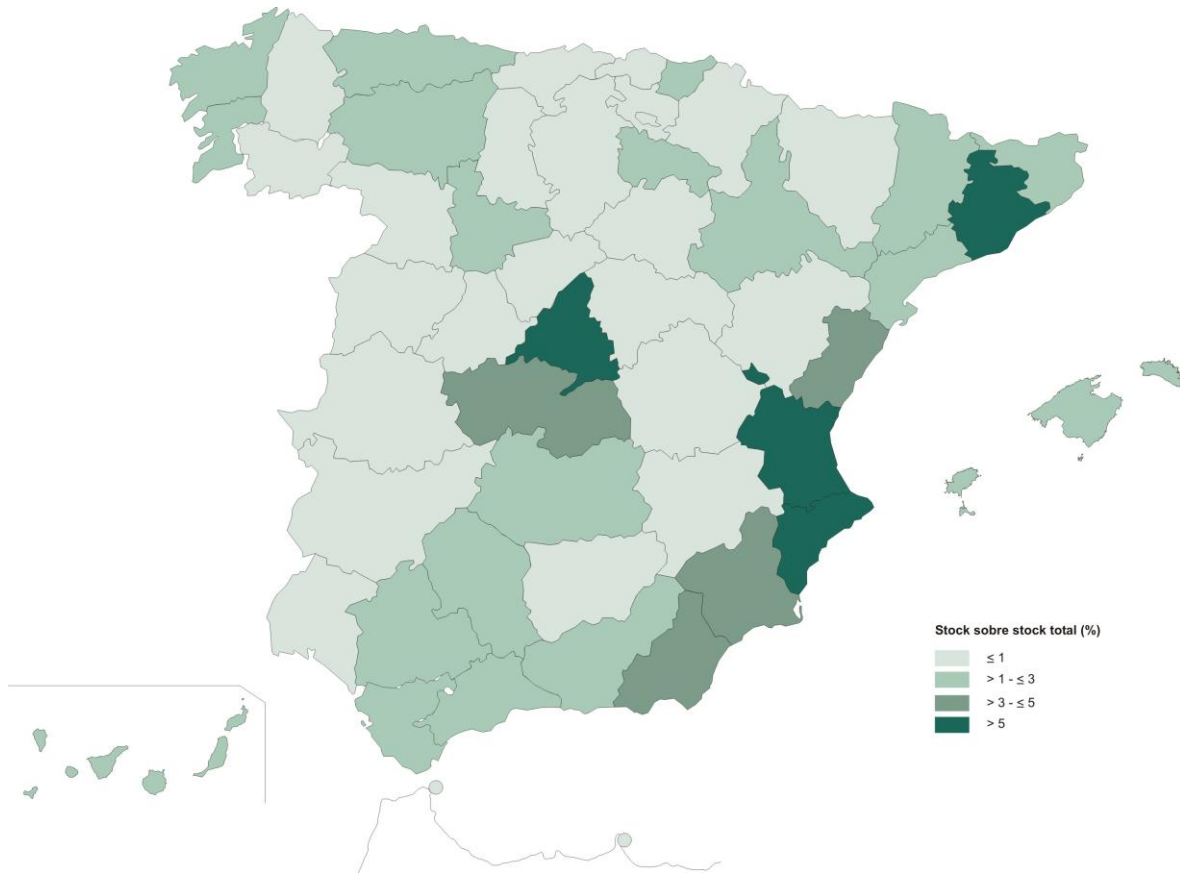 Stock sobre stock total (%)
≤ 1
> 1 - ≤ 3
> 3 - ≤ 5
> 5